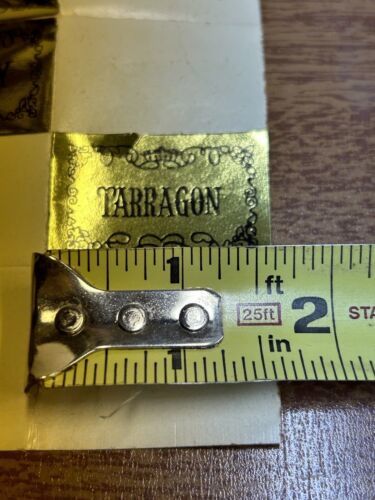 TARRAGON
1 ft
25ft 2 STA
1 in